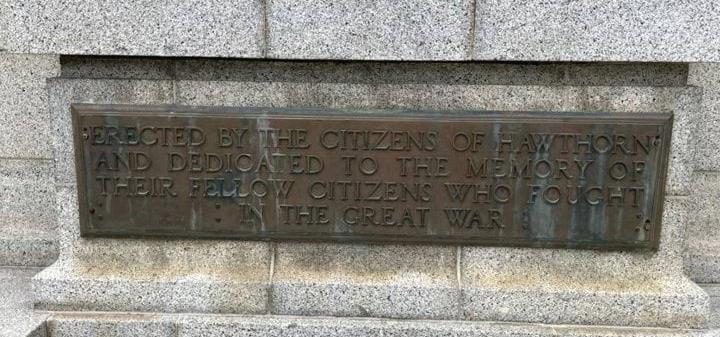 ERECTED BY THE CITIZENS OF HAWTHORN
AND DEDICATED TO THE MEMORY OF
THEIR FELLOW CITIZENS WHO FOUGHT
IN THE GREAT WAR